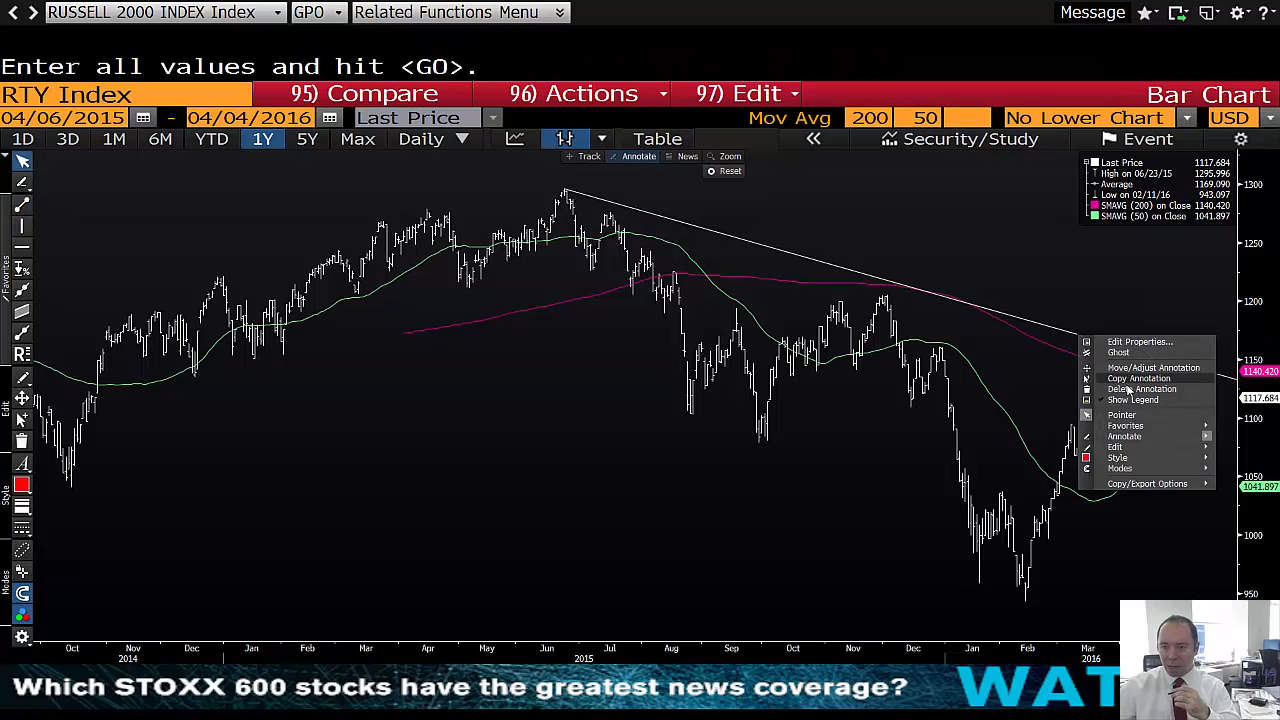 RUSSELL 2000 INDEX Index
GPO
Related Functions Menu
Message
Enter all values and hit <GO>.
RTY Index
95) Compare
96) Actions
97) Edit
Bar Chart
04/06/2015 - 04/04/2016
Last Price
Mov Avg 200 50
No Lower Chart
USD
1D 3D 1M 6M YTD 1Y 5Y Max Daily
Table
Security/Study
Event
Track
Annotate
News
Zoom
Reset
Last Price 1117.684
High on 06/23/15 1295.996
Average 1169.090
Low on 02/11/16 943.097
SMAVG (200) on Close 1140.420
SMAVG (50) on Close 1041.897
1300
1250
1200
1150
1140.420
1117.684
1100
1050
1041.897
1000
950
Edit Properties...
Ghost
Move/Adjust Annotation
Copy Annotation
Delete Annotation
Show Legend
Pointer
Favorites
Annotate
Edit
Style
Modes
Copy/Export Options
Favorites
Edit
Style
Modes
Oct Nov Dec Jan Feb Mar Apr May Jun Jul Aug Sep Oct Nov Dec Jan Feb Mar
2014 2015 2016
Which STOXX 600 stocks have the greatest news coverage?
WAT